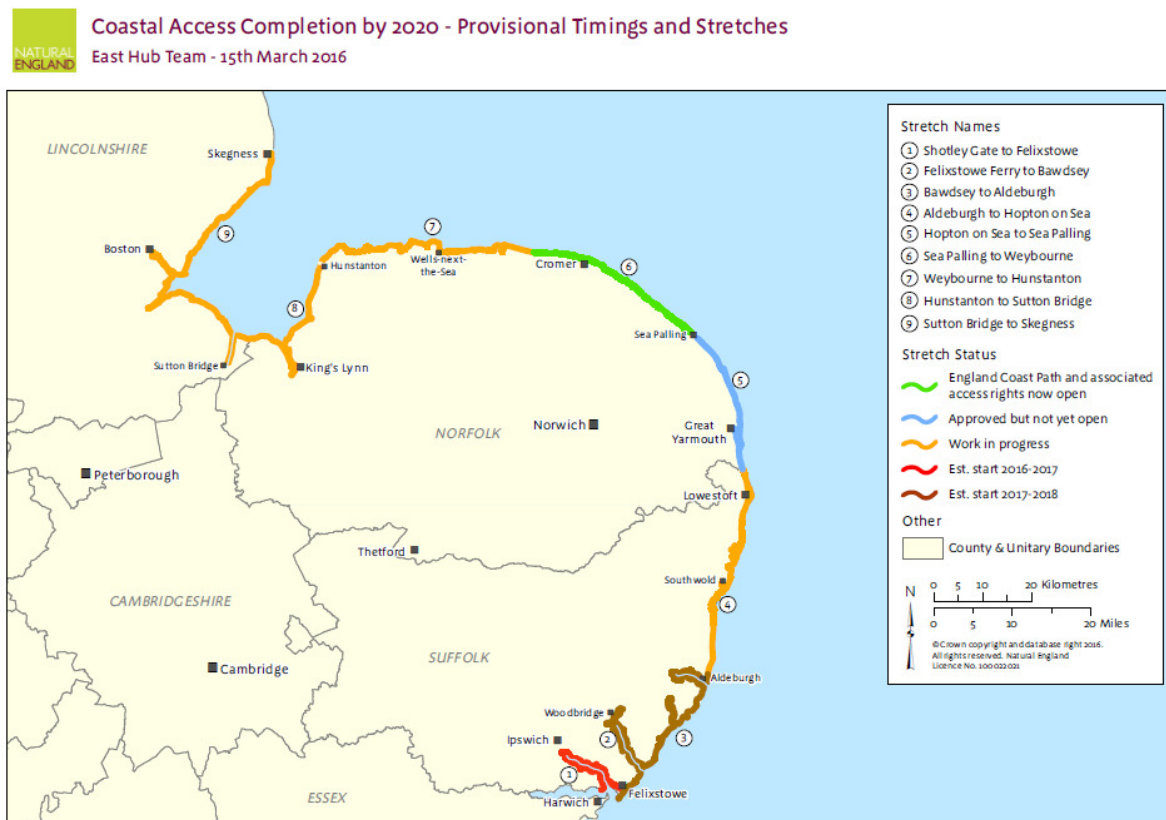 NATURAL
ENGLAND
Coastal Access Completion by 2020 - Provisional Timings and Stretches
East Hub Team - 15th March 2016
LINCOLNSHIRE
Skegness
9
Boston
Hunstanton
7
Wells-next-
the-Sea
Cromer
6
8
Sea Palling
Sutton Bridge
King's Lynn
5
NORFOLK
Norwich
Great
Yarmouth
Peterborough
Lowestoft
Thetford
Southwold
4
CAMBRIDGESHIRE
SUFFOLK
Cambridge
Aldeburgh
Woodbridge
Ipswich
2
3
1
Felixstowe
ESSEX
Harwich
Stretch Names
1 Shotley Gate to Felixstowe
2 Felixstowe Ferry to Bawdsey
3 Bawdsey to Aldeburgh
4 Aldeburgh to Hopton on Sea
5 Hopton on Sea to Sea Palling
6 Sea Palling to Weybourne
7 Weybourne to Hunstanton
8 Hunstanton to Sutton Bridge
9 Sutton Bridge to Skegness
Stretch Status
England Coast Path and associated
access rights now open
Approved but not yet open
Work in progress
Est. start 2016-2017
Est. start 2017-2018
Other
County & Unitary Boundaries
N
0 5 10 20 Kilometres
0 5 10 20 Miles
© Crown copyright and database right 2016.
All rights reserved. Natural England
Licence No. 100022021